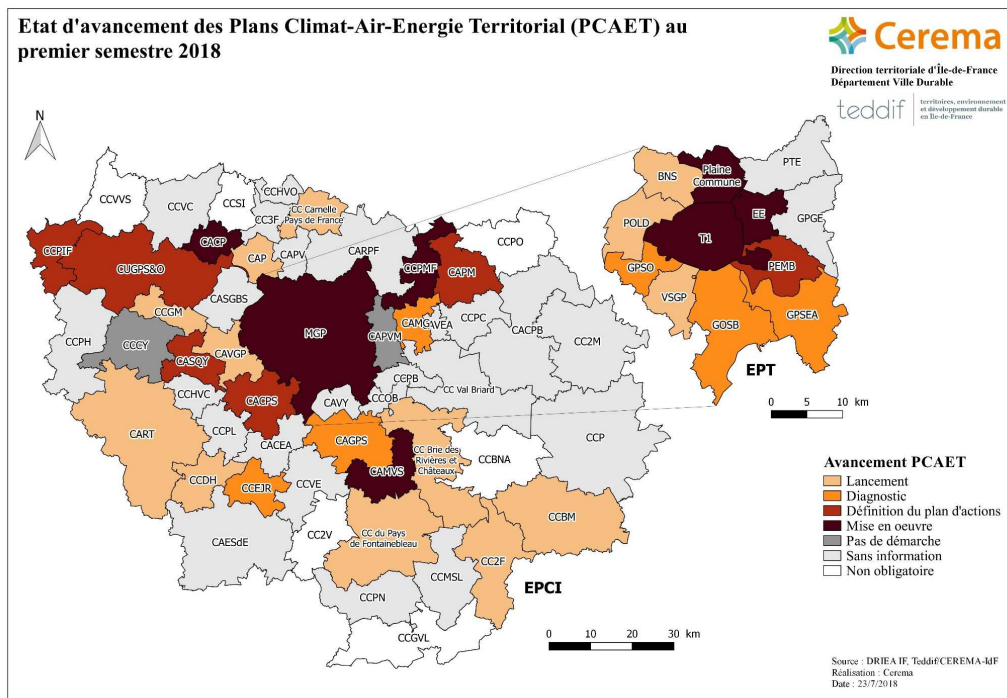 Etat d'avancement des Plans Climat-Air-Energie Territorial (PCAET) au
premier semestre 2018
Cerema
Direction territoriale d'Île-de-France
Département Ville Durable
teddif
territoires, environnement
et développement durable
en Île-de-France
N
CCVVS
CCVC
CCSI
CCHVO
CC3F
CC Carnelle
Pays de France
CCPIF
CUGPS&O
CACP
CAP
CAPV
CARPF
CCPMF
CAPM
CCPO
CASGBS
CCGM
MGP
CAPVM
CAMG
CAVEA
CCPC
CACPB
CC2M
CCPH
CCCY
CASQY
CAVGP
CCHVC
CACPS
CAVY
CCPB
CCOB
CC Val Briard
CART
CCPL
CACEA
CAGPS
CAMVS
CC Brie des
Rivières et
Châteaux
CCBNA
CCP
CCDH
CCEJR
CCVE
CAESdE
CC2V
CC du Pays
de Fontainebleau
CCBM
CC2F
CCMSL
CCPN
CCGVL
EPCI
0 10 20 30 km
BNS
Plaine
Commune
PTE
POLD
EE
GPGE
T1
GPSO
PEMB
VSGP
GOSB
GPSEA
EPT
0 5 10 km
Avancement PCAET
Lancement
Diagnostic
Définition du plan d'actions
Mise en oeuvre
Pas de démarche
Sans information
Non obligatoire
Source : DRIEA IF, Teddif/CEREMA-IdF
Réalisation : Cerema
Date : 23/7/2018